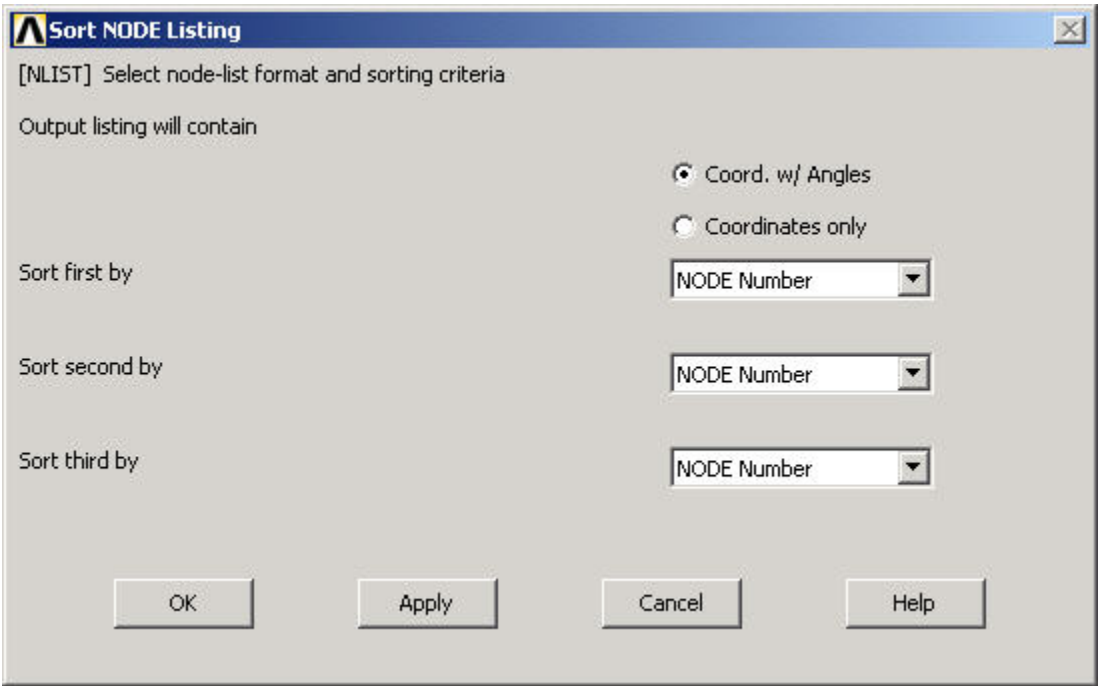 Sort NODE Listing
[NLIST] Select node-list format and sorting criteria
Output listing will contain
Coord. w/ Angles
Coordinates only
Sort first by NODE Number
Sort second by NODE Number
Sort third by NODE Number
OK Apply Cancel Help